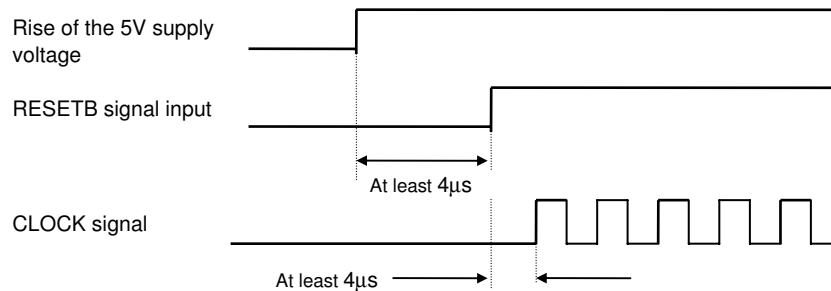 Rise of the 5V supply
voltage
RESETB signal input
At least 4μs
CLOCK signal
At least 4μs